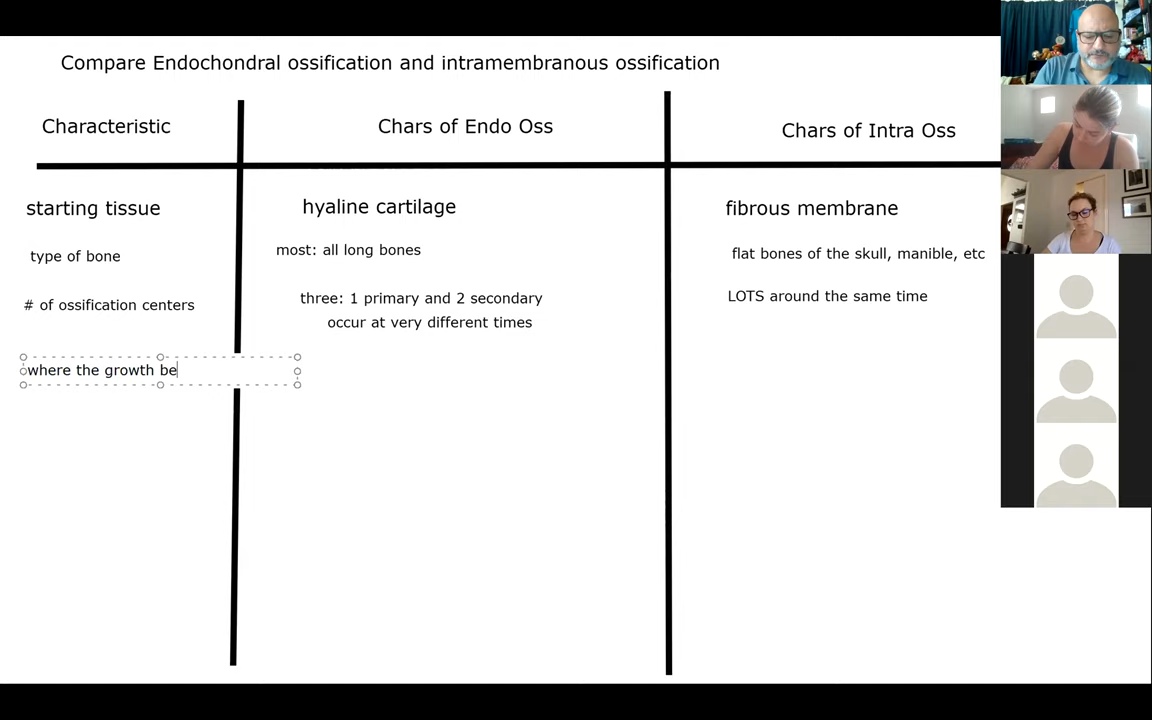 Compare Endochondral ossification and intramembranous ossification
Characteristic
Chars of Endo Oss
Chars of Intra Oss
starting tissue
hyaline cartilage
fibrous membrane
type of bone
most: all long bones
flat bones of the skull, manible, etc
# of ossification centers
three: 1 primary and 2 secondary
occur at very different times
LOTS around the same time
where the growth be